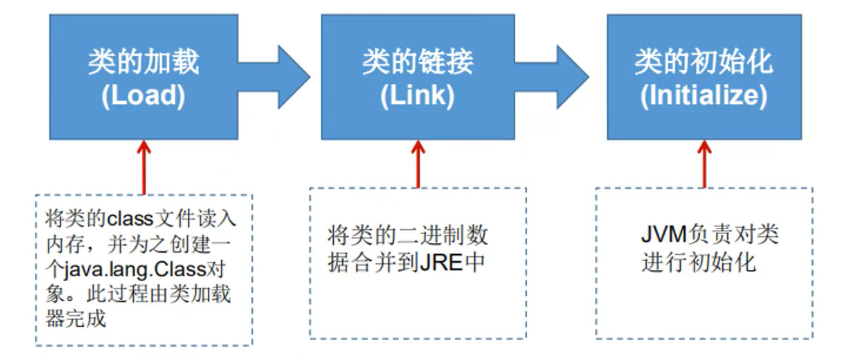 类的加载
(Load)
类的链接
(Link)
类的初始化
(Initialize)
将类的class文件读入
内存，并为之创建一
个java.lang.Class对
象。此过程由类加载
器完成
将类的二进制数
据合并到JRE中
JVM负责对类
进行初始化